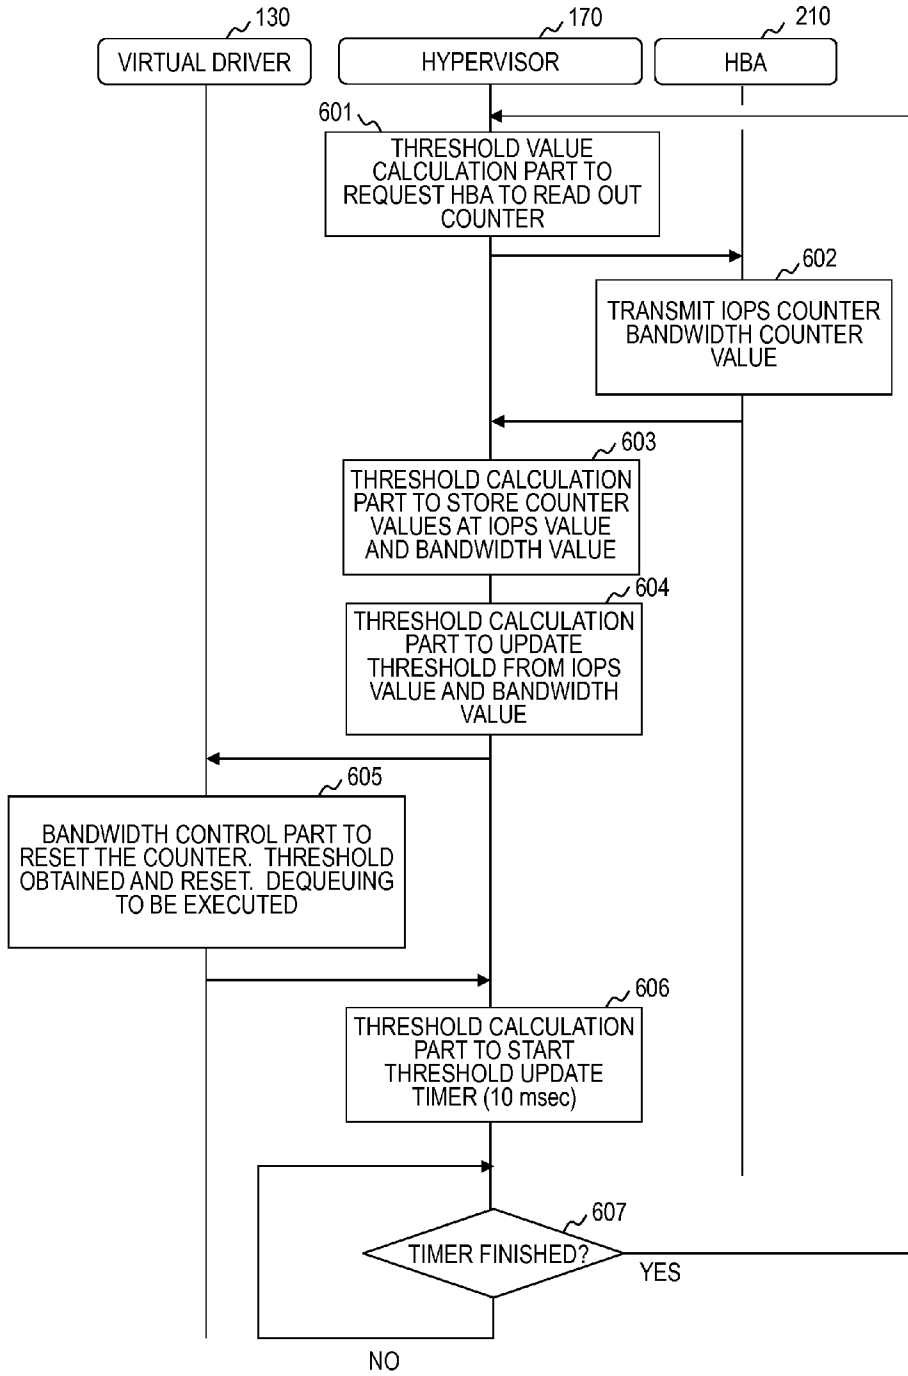 130
170
210
VIRTUAL DRIVER
HYPERVISOR
HBA
601
THRESHOLD VALUE
CALCULATION PART TO
REQUEST HBA TO READ OUT
COUNTER
602
TRANSMIT IOPS COUNTER
BANDWIDTH COUNTER
VALUE
603
THRESHOLD CALCULATION
PART TO STORE COUNTER
VALUES AT IOPS VALUE
AND BANDWIDTH VALUE
604
THRESHOLD CALCULATION
PART TO UPDATE
THRESHOLD FROM IOPS
VALUE AND BANDWIDTH
VALUE
605
BANDWIDTH CONTROL PART TO
RESET THE COUNTER. THRESHOLD
OBTAINED AND RESET. DEQUEUING
TO BE EXECUTED
606
THRESHOLD CALCULATION
PART TO START
THRESHOLD UPDATE
TIMER (10 msec)
607
TIMER FINISHED?
YES
NO